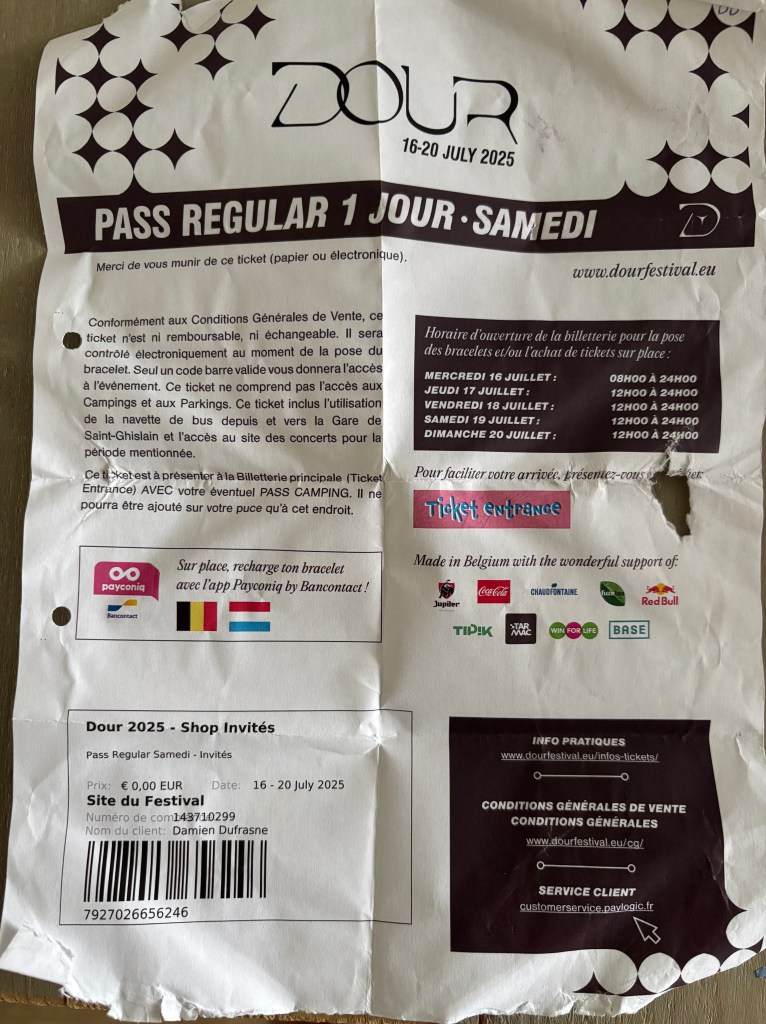 DOUR
16-20 JULY 2025
PASS REGULAR 1 JOUR · SAMEDI
Merci de vous munir de ce ticket (papier ou électronique).
www.dourfestival.eu
Conformément aux Conditions Générales de Vente, ce
ticket n'est ni remboursable, ni échangeable. Il sera
contrôlé électroniquement au moment de la pose du
bracelet. Seul un code barre valide vous donnera l'accès
à l'événement. Ce ticket ne comprend pas l'accès aux
Campings et aux Parkings. Ce ticket inclus l'utilisation
de la navette de bus depuis et vers la Gare de
Saint-Ghislain et l'accès au site des concerts pour la
période mentionnée.
Ce ticket est à présenter à la Billetterie principale (Ticket
Entrance) AVEC votre éventuel PASS CAMPING. Il ne
pourra être ajouté sur votre puce qu'à cet endroit.
Horaire d'ouverture de la billetterie pour la pose
des bracelets et/ou l'achat de tickets sur place :
MERCREDI 16 JUILLET : 08H00 À 24H00
JEUDI 17 JUILLET : 12H00 À 24H00
VENDREDI 18 JUILLET : 12H00 À 24H00
SAMEDI 19 JUILLET : 12H00 À 24H00
DIMANCHE 20 JUILLET : 12H00 À 24H00
Pour faciliter votre arrivée, présentez-vous
Ticket entrance
payconiq
Bancontact
Sur place, recharge ton bracelet
avec l'app Payconiq by Bancontact !
Made in Belgium with the wonderful support of:
Jupiler Coca-Cola CHAUDFONTAINE fuze Red Bull
TIPIK TAR MAC WIN FOR LIFE BASE
Dour 2025 - Shop Invités
Pass Regular Samedi - Invités
Prix: € 0,00 EUR Date: 16 - 20 July 2025
Site du Festival
Numéro de com 143710299
Nom du client: Damien Dufrasne
7927026656246
INFO PRATIQUES
www.dourfestival.eu/infos-tickets/
CONDITIONS GÉNÉRALES DE VENTE
CONDITIONS GÉNÉRALES
www.dourfestival.eu/cg/
SERVICE CLIENT
customerservice.paylogic.fr